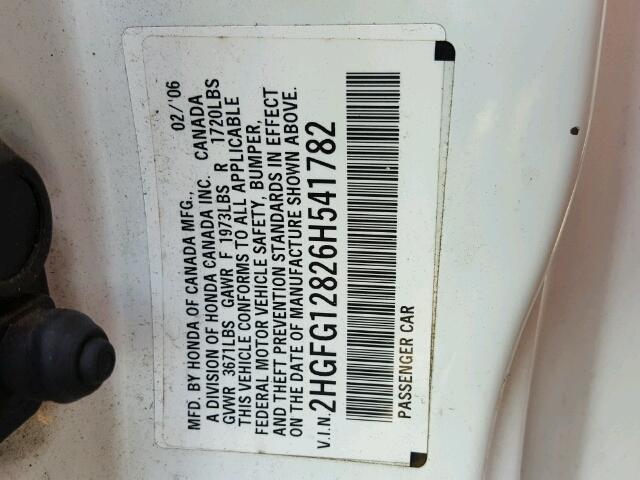 MFD. BY HONDA OF CANADA MFG., 02/'06
A DIVISION OF HONDA CANADA INC. CANADA
GVWR 3671LBS GAWR F 1973LBS R 1720LBS
THIS VEHICLE CONFORMS TO ALL APPLICABLE
FEDERAL MOTOR VEHICLE SAFETY, BUMPER,
AND THEFT PREVENTION STANDARDS IN EFFECT
ON THE DATE OF MANUFACTURE SHOWN ABOVE.
V.I.N. 2HGFG12826H541782
PASSENGER CAR